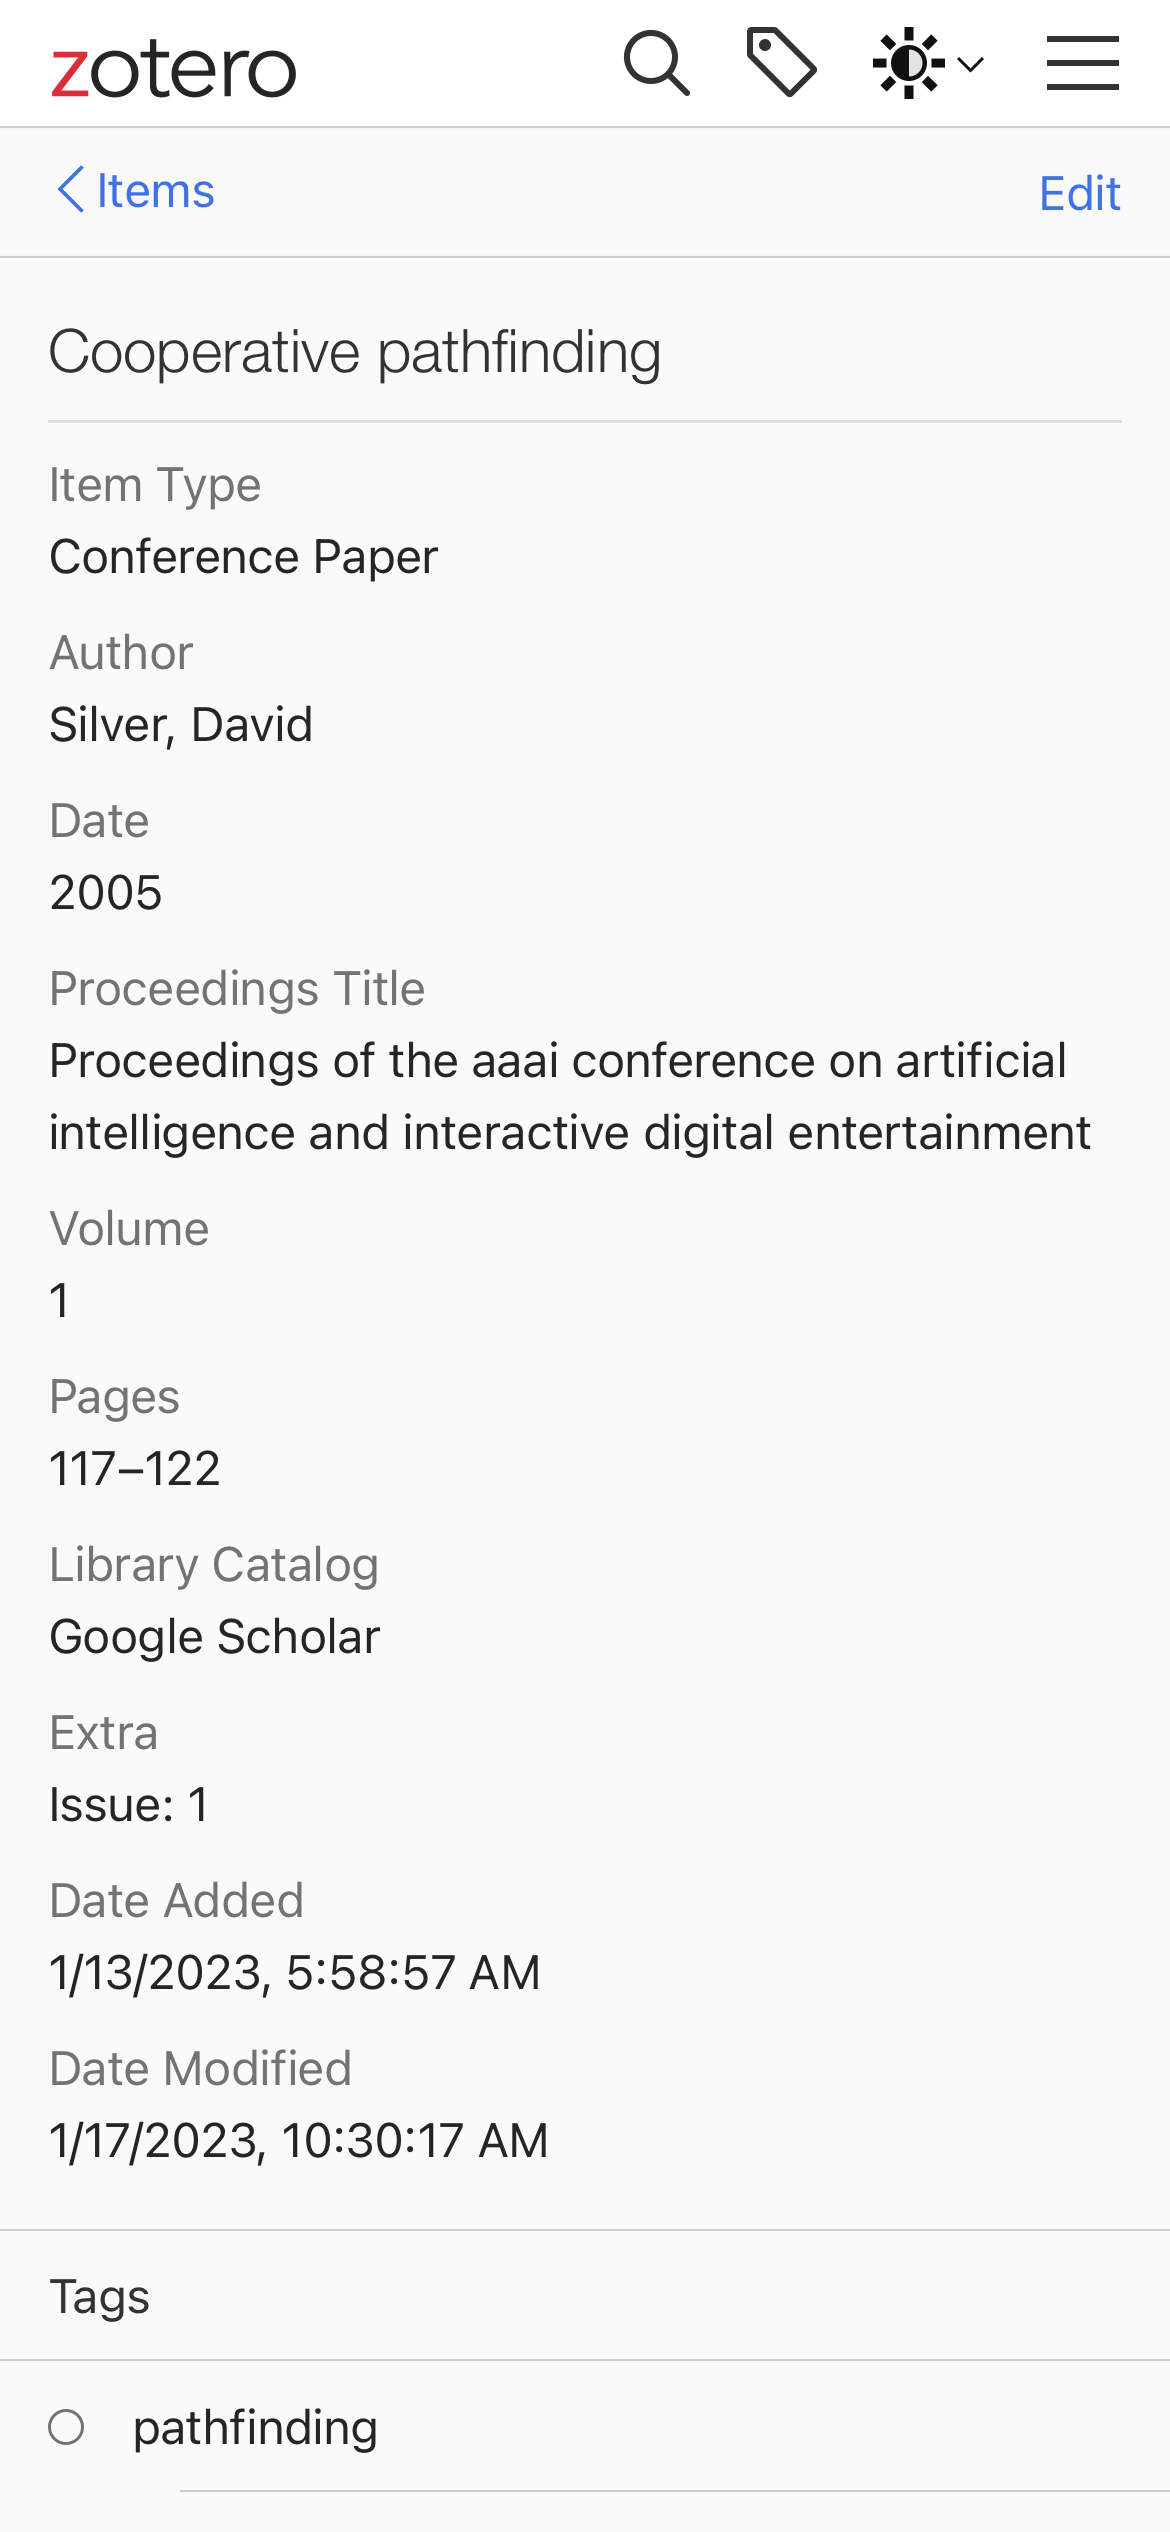 zotero
Items
Edit
Cooperative pathfinding
Item Type
Conference Paper
Author
Silver, David
Date
2005
Proceedings Title
Proceedings of the aaai conference on artificial
intelligence and interactive digital entertainment
Volume
1
Pages
117–122
Library Catalog
Google Scholar
Extra
Issue: 1
Date Added
1/13/2023, 5:58:57 AM
Date Modified
1/17/2023, 10:30:17 AM
Tags
pathfinding